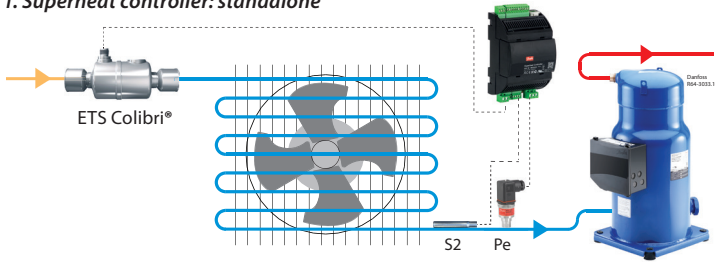 1. Superheat controller: standalone
Danfoss
R64-3033.1
ETS Colibri®
S2
Pe